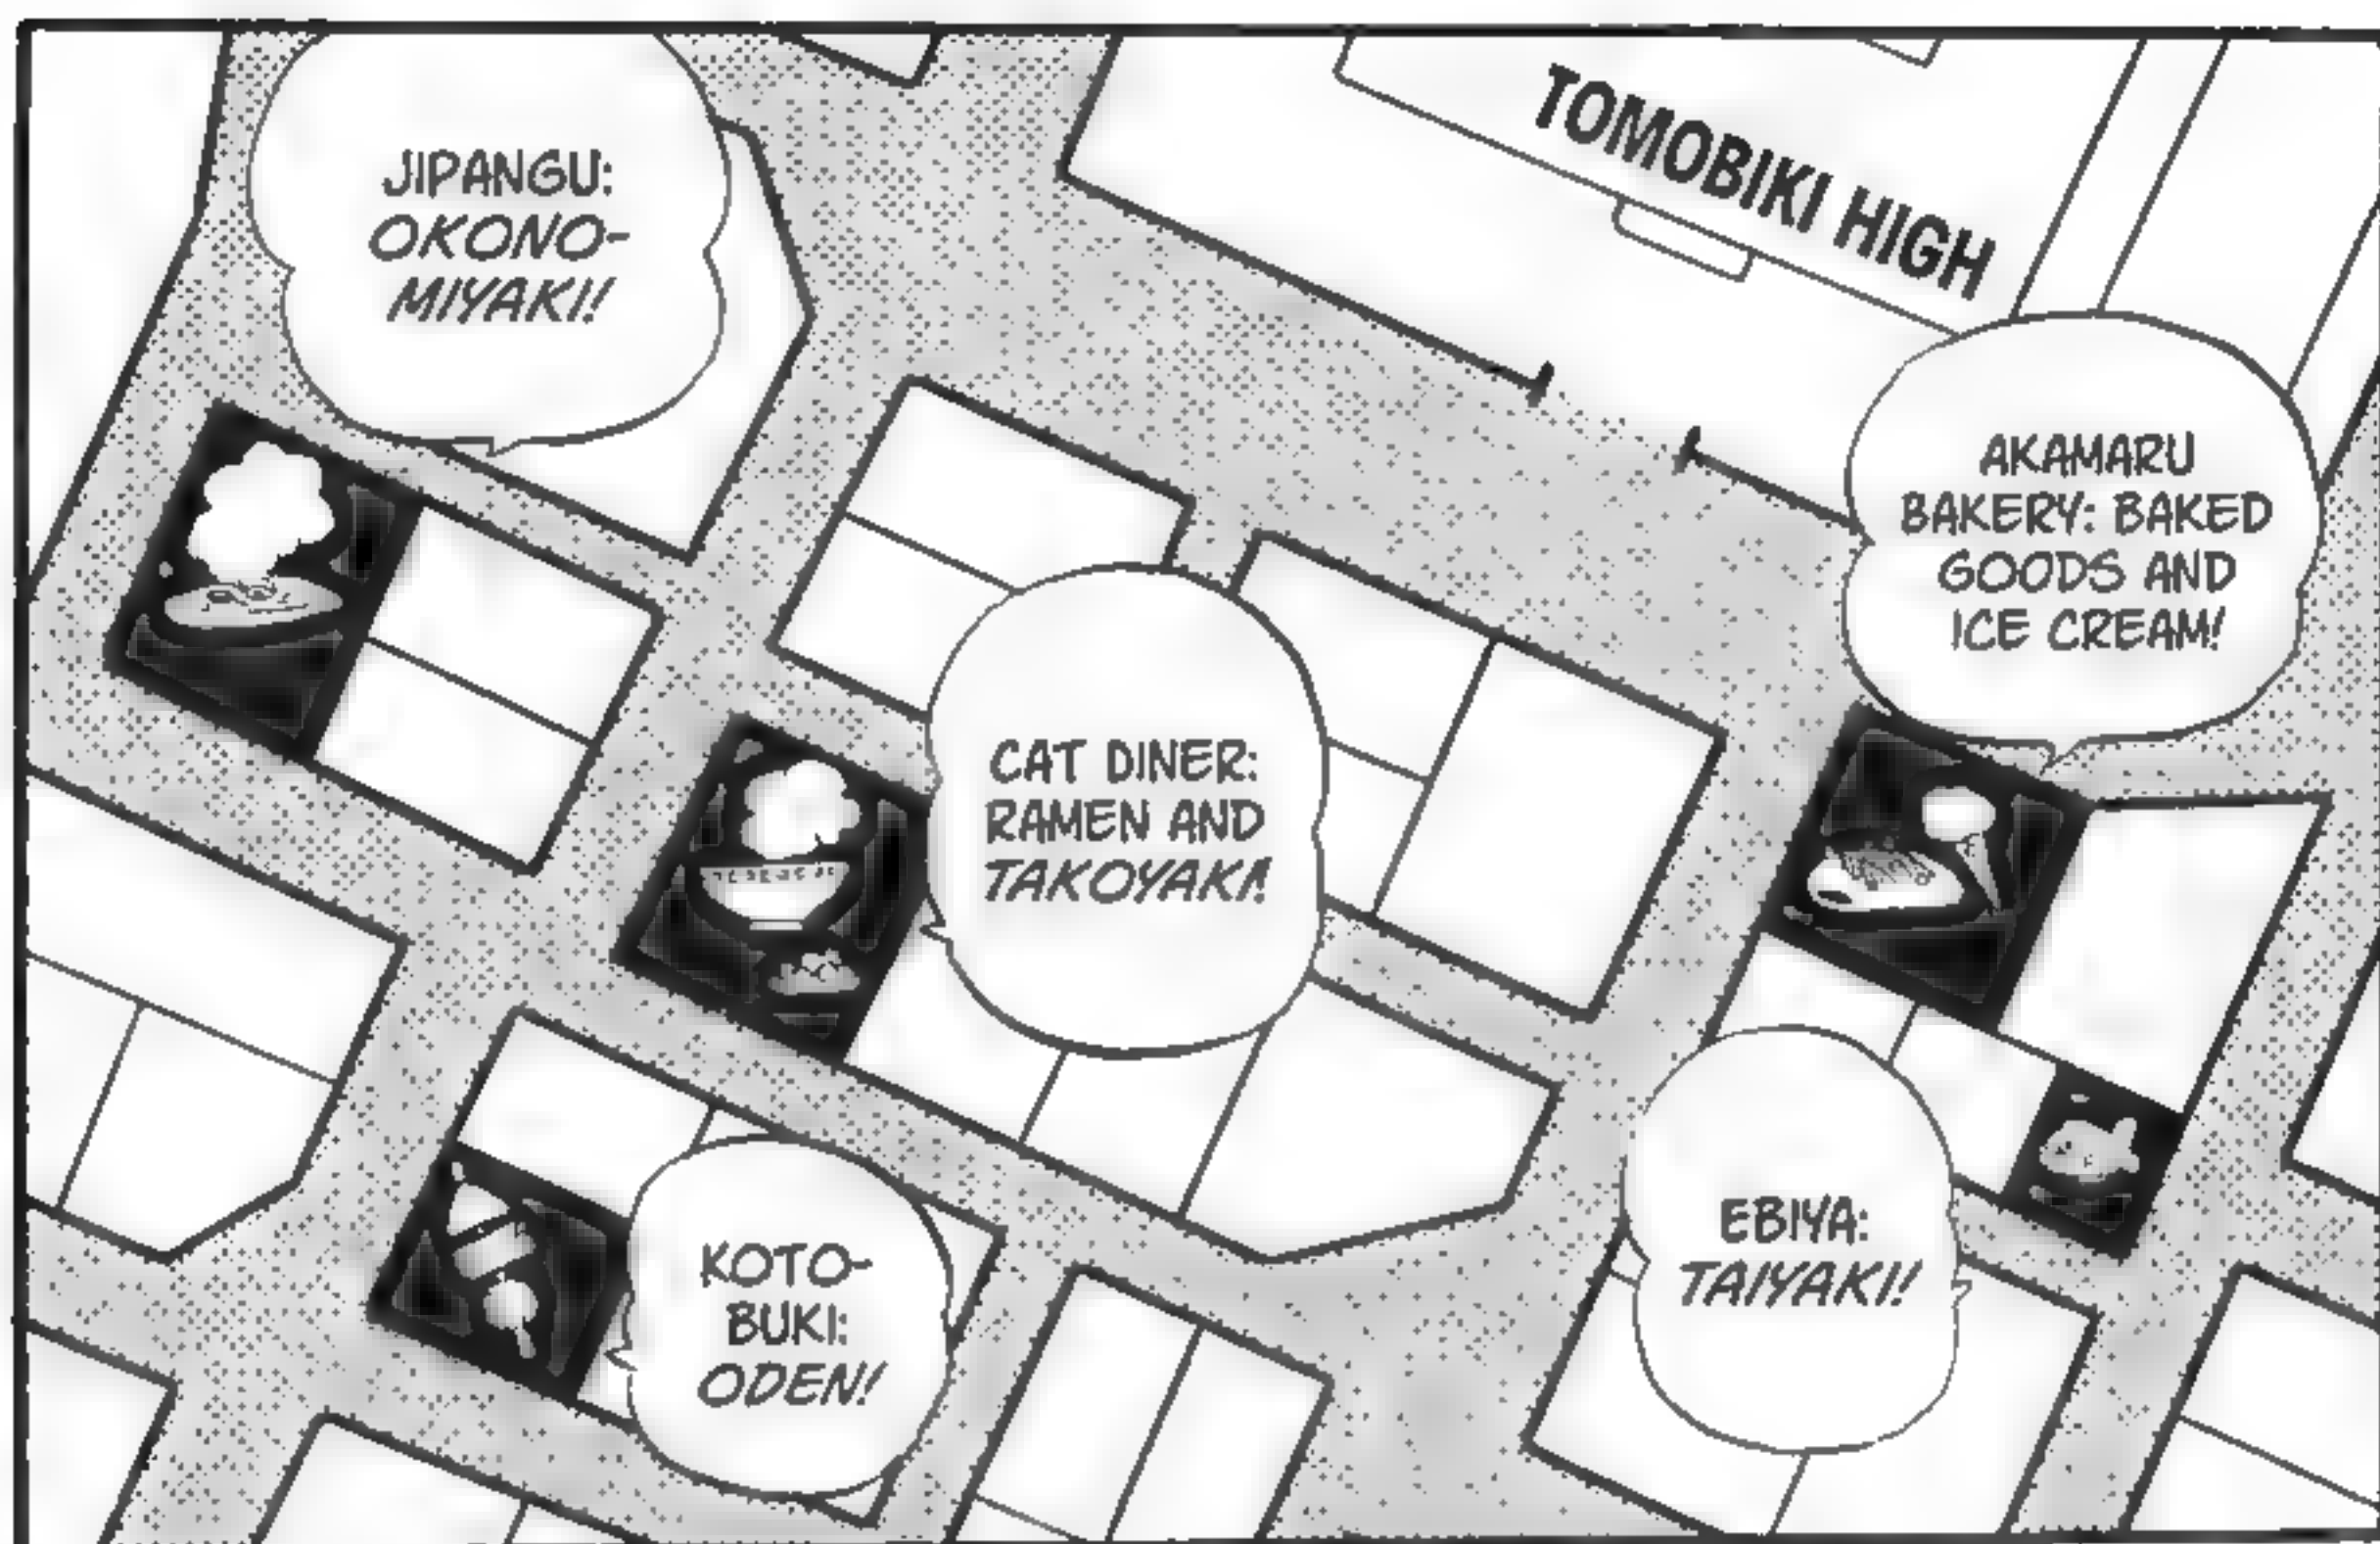 JIPANGU:
OKONO-
MIYAKI!
TOMOBIKI HIGH
AKAMARU
BAKERY: BAKED
GOODS AND
ICE CREAM!
CAT DINER:
RAMEN AND
TAKOYAKI!
EBIYA:
TAIYAKI!
KOTO-
BUKI:
ODEN!